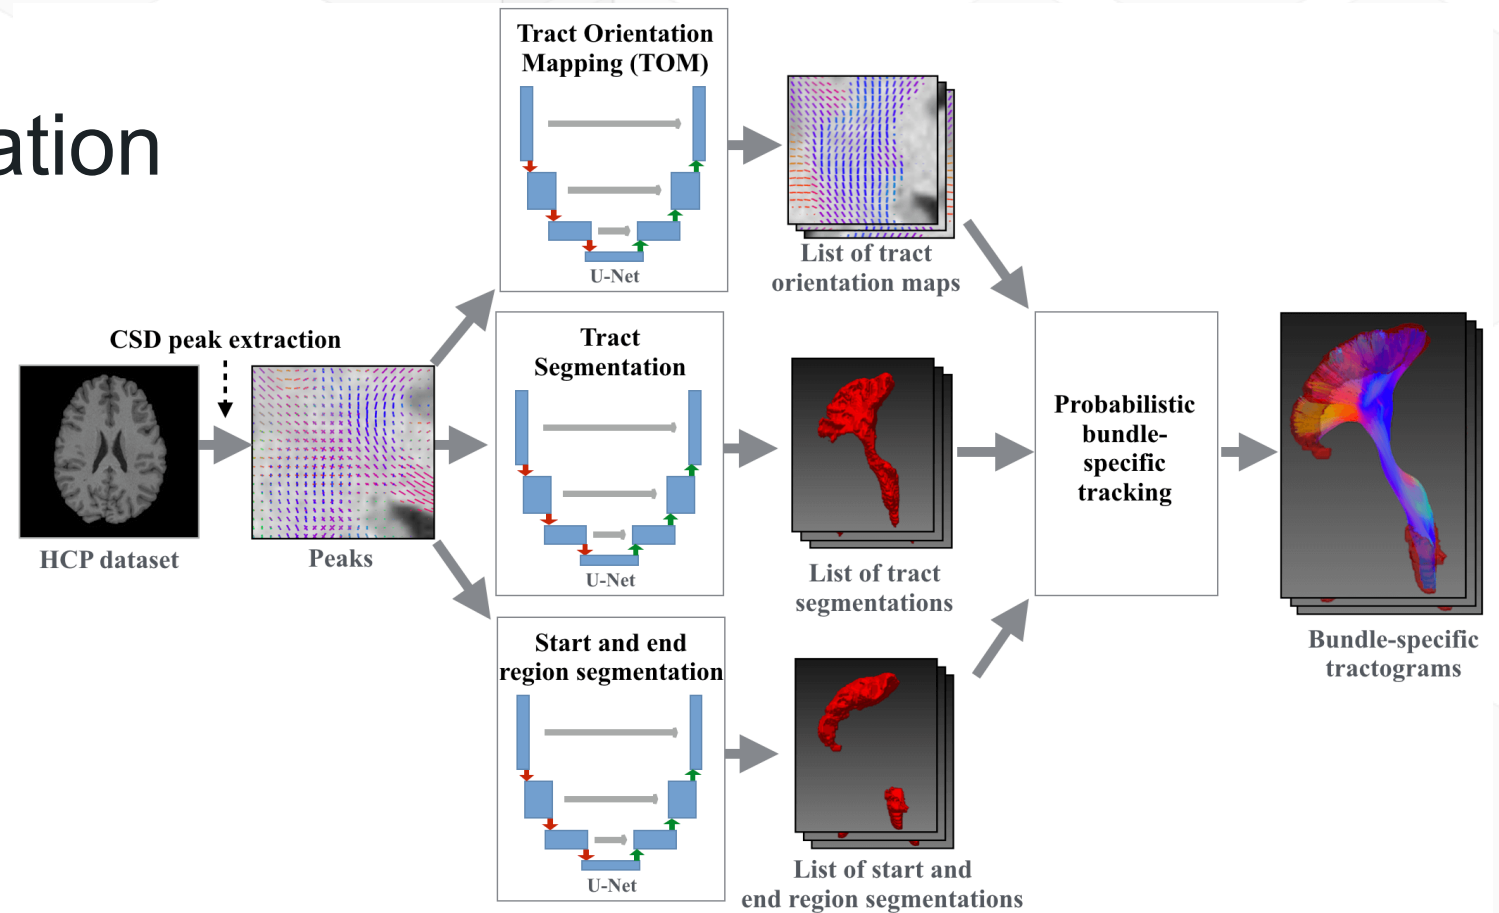 ation
Tract Orientation
Mapping (TOM)
U-Net
List of tract
orientation maps
CSD peak extraction
HCP dataset
Peaks
Tract
Segmentation
U-Net
List of tract
segmentations
Start and end
region segmentation
U-Net
List of start and
end region segmentations
Probabilistic
bundle-
specific
tracking
Bundle-specific
tractograms